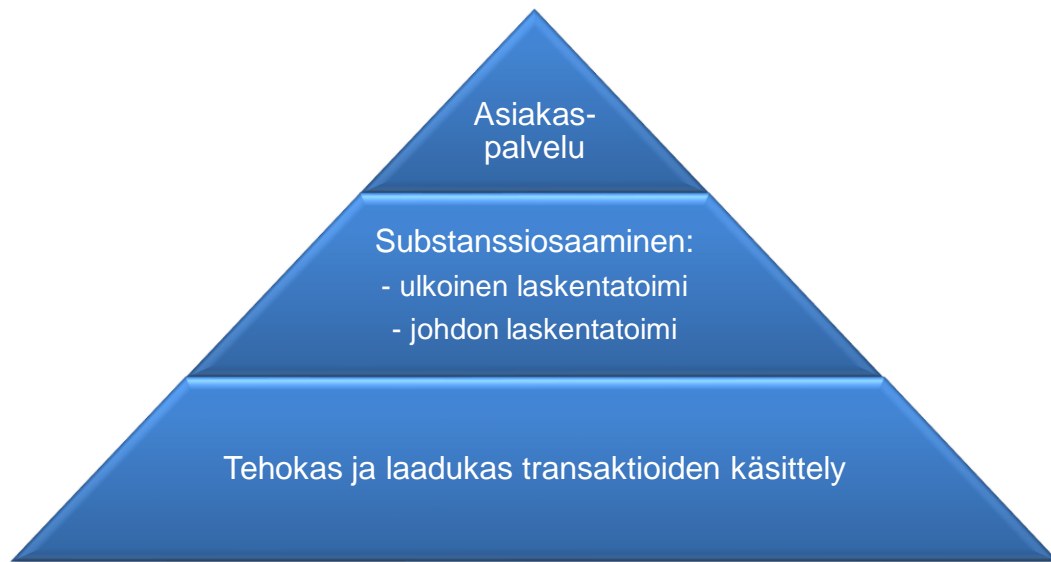 Asiakas-
palvelu
Substanssiosaaminen:
- ulkoinen laskentatoimi
- johdon laskentatoimi
Tehokas ja laadukas transaktioiden käsittely